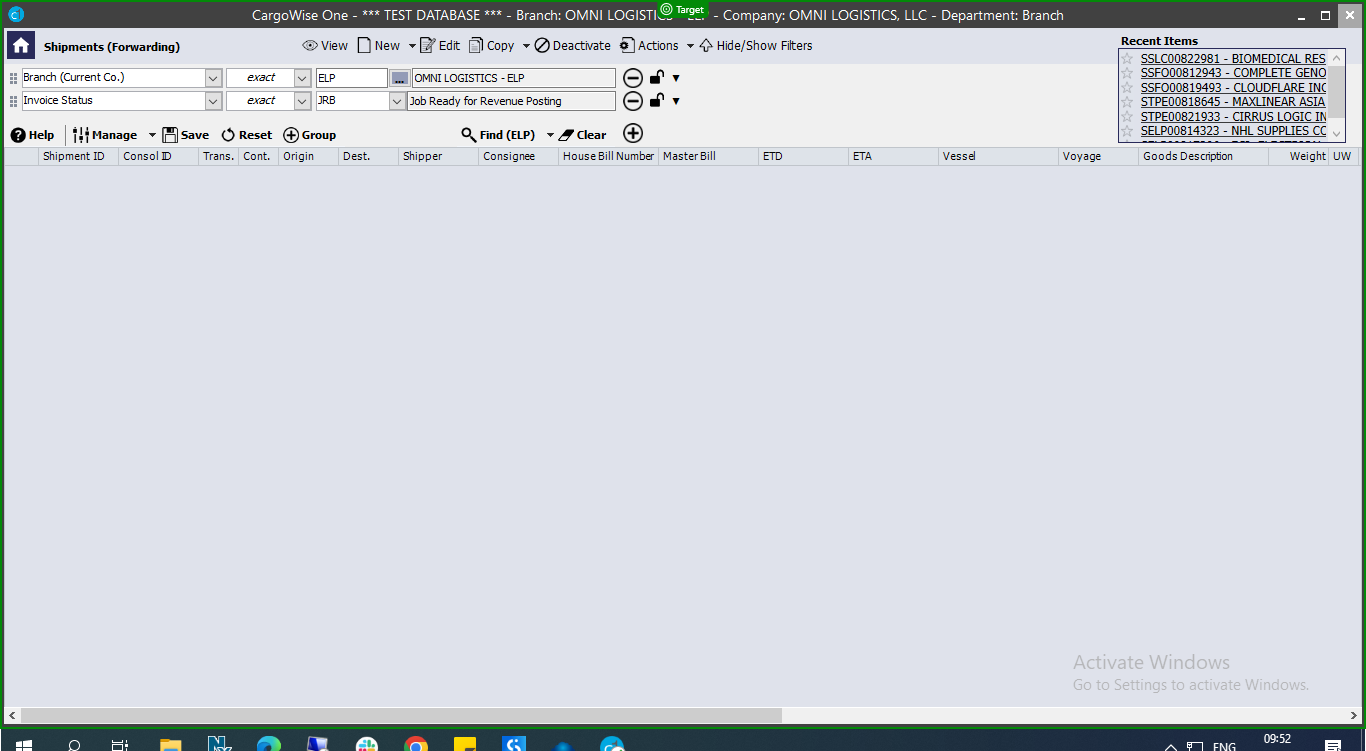 CargoWise One - *** TEST DATABASE *** - Branch: OMNI LOGISTICS - ELP - Company: OMNI LOGISTICS, LLC - Department: Branch
Target
Shipments (Forwarding)
View New Edit Copy Deactivate Actions Hide/Show Filters
Recent Items
SSLC00822981 - BIOMEDICAL RES
SSFO00812943 - COMPLETE GENO
SSFO00819493 - CLOUDFLARE INC
STPE00818645 - MAXLINEAR ASIA
STPE00821933 - CIRRUS LOGIC IN
SELP00814323 - NHL SUPPLIES CO
Branch (Current Co.) exact ELP ... OMNI LOGISTICS - ELP
Invoice Status exact JRB Job Ready for Revenue Posting
Help Manage Save Reset Group Find (ELP) Clear
Shipment ID Consol ID Trans. Cont. Origin Dest. Shipper Consignee House Bill Number Master Bill ETD ETA Vessel Voyage Goods Description Weight UW
Activate Windows
Go to Settings to activate Windows.
09:52
ENG